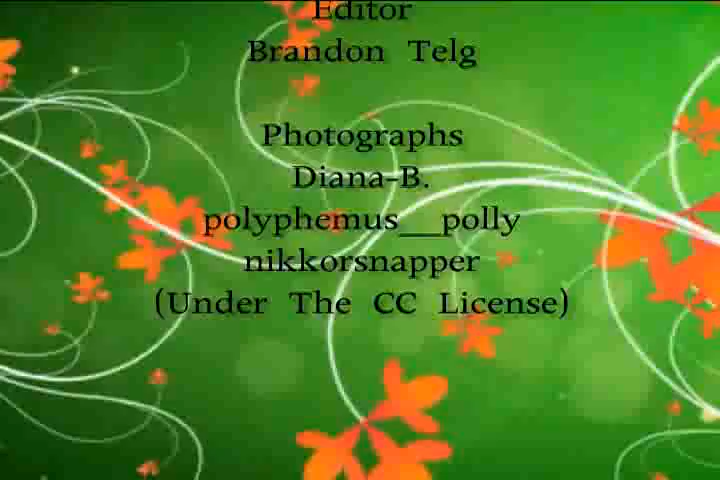 Editor
Brandon Telg
Photographs
Diana-B.
polyphemus__polly
nikkorsnapper
(Under The CC License)